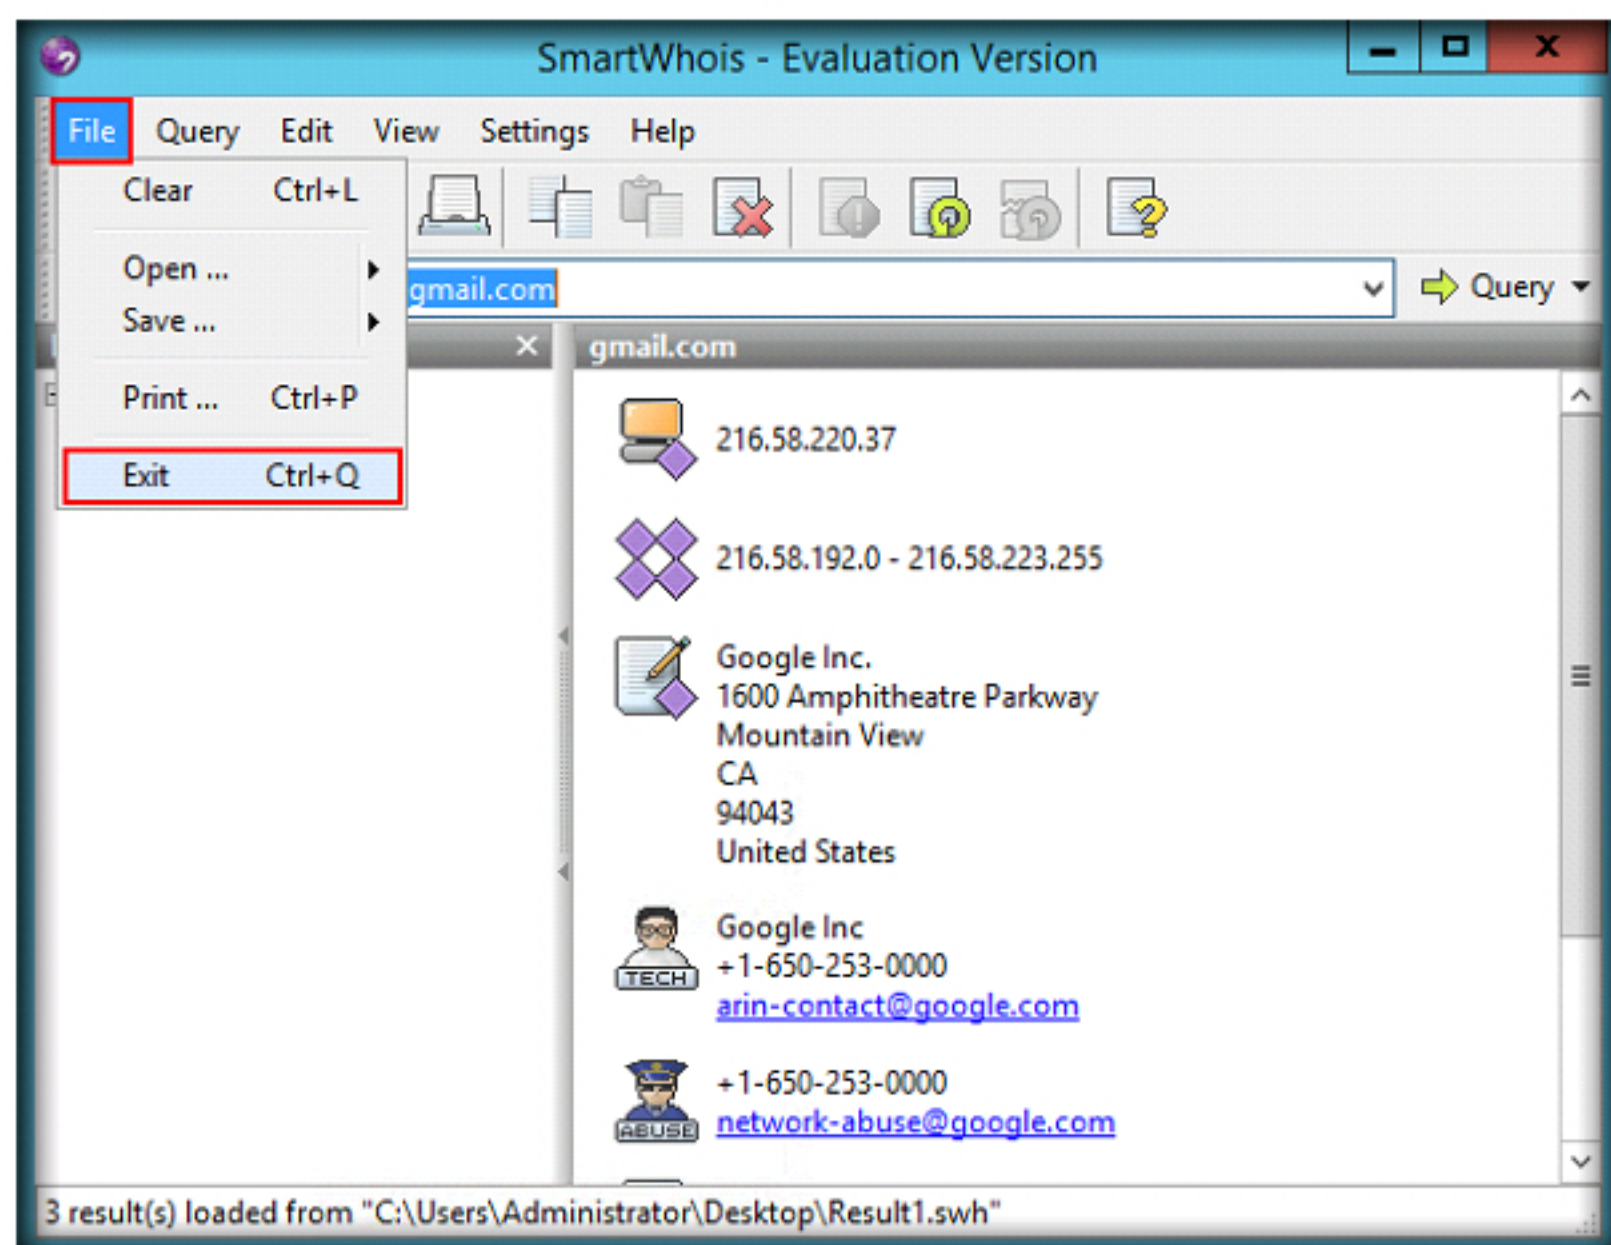 SmartWhois - Evaluation Version
File Query Edit View Settings Help
Clear Ctrl+L
Open ...
Save ...
Print ... Ctrl+P
Exit Ctrl+Q
gmail.com
Query
gmail.com
216.58.220.37
216.58.192.0 - 216.58.223.255
Google Inc.
1600 Amphitheatre Parkway
Mountain View
CA
94043
United States
TECH
Google Inc
+1-650-253-0000
arin-contact@google.com
ABUSE
+1-650-253-0000
network-abuse@google.com
3 result(s) loaded from "C:\Users\Administrator\Desktop\Result1.swh"